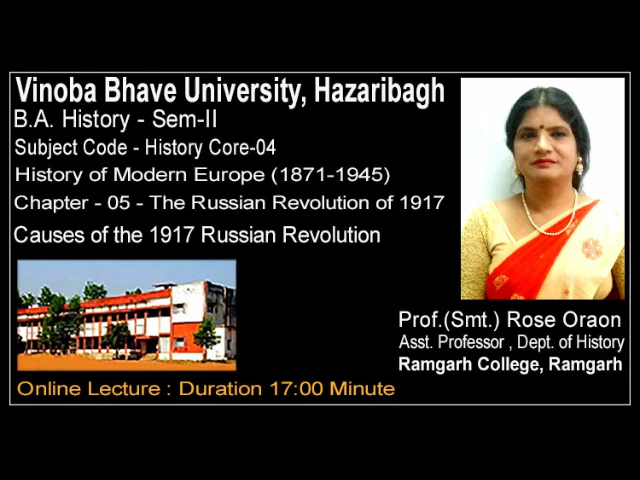 Vinoba Bhave University, Hazaribagh
B.A. History - Sem-II
Subject Code - History Core-04
History of Modern Europe (1871-1945)
Chapter - 05 - The Russian Revolution of 1917
Causes of the 1917 Russian Revolution
Prof.(Smt.) Rose Oraon
Asst. Professor , Dept. of History
Ramgarh College, Ramgarh
Online Lecture : Duration 17:00 Minute